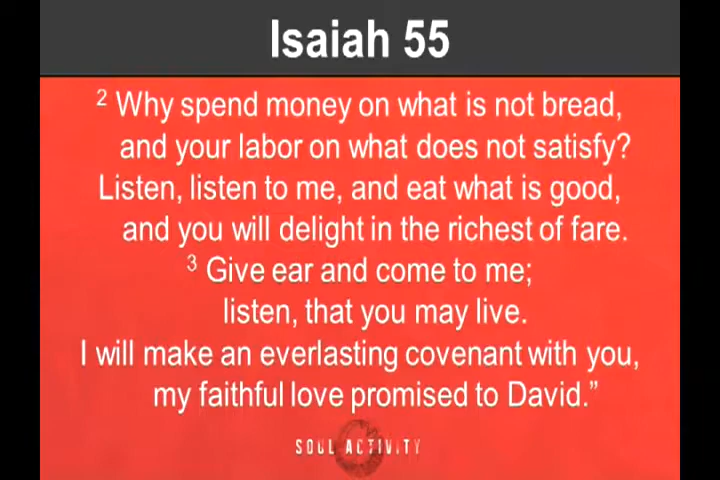 Isaiah 55
2 Why spend money on what is not bread,
and your labor on what does not satisfy?
Listen, listen to me, and eat what is good,
and you will delight in the richest of fare.
3 Give ear and come to me;
listen, that you may live.
I will make an everlasting covenant with you,
my faithful love promised to David.”
SOUL ACTIVITY